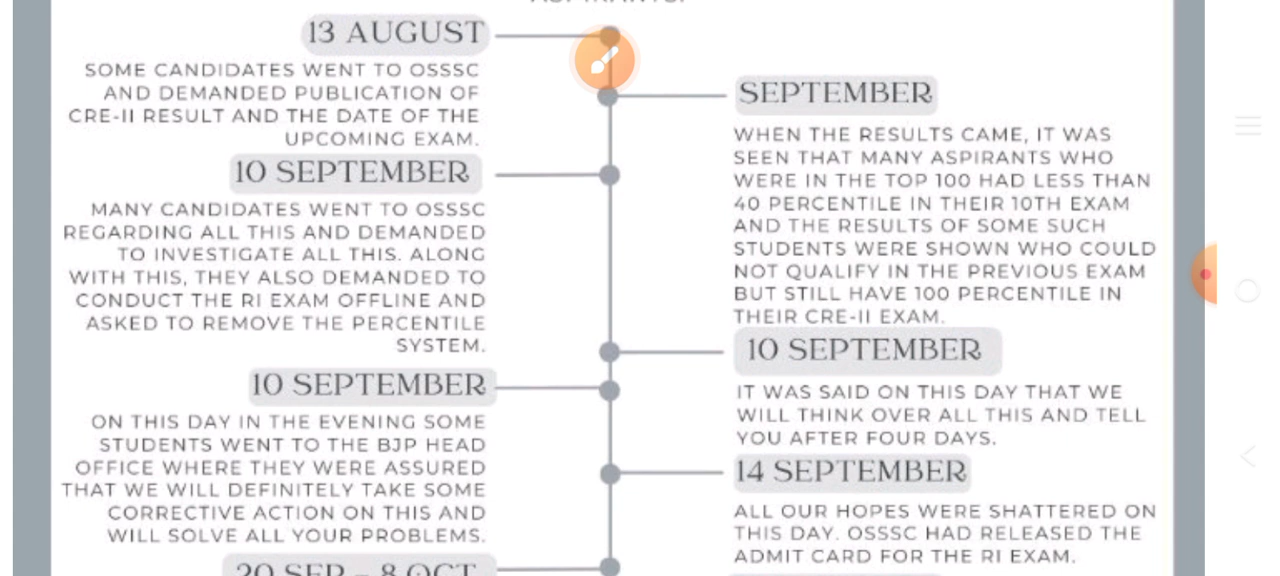 ASPIRANTS.
13 AUGUST
SOME CANDIDATES WENT TO OSSSC
AND DEMANDED PUBLICATION OF
CRE-II RESULT AND THE DATE OF THE
UPCOMING EXAM.
SEPTEMBER
WHEN THE RESULTS CAME, IT WAS
SEEN THAT MANY ASPIRANTS WHO
WERE IN THE TOP 100 HAD LESS THAN
40 PERCENTILE IN THEIR 10TH EXAM
AND THE RESULTS OF SOME SUCH
STUDENTS WERE SHOWN WHO COULD
NOT QUALIFY IN THE PREVIOUS EXAM
BUT STILL HAVE 100 PERCENTILE IN
THEIR CRE-II EXAM.
10 SEPTEMBER
MANY CANDIDATES WENT TO OSSSC
REGARDING ALL THIS AND DEMANDED
TO INVESTIGATE ALL THIS. ALONG
WITH THIS, THEY ALSO DEMANDED TO
CONDUCT THE RI EXAM OFFLINE AND
ASKED TO REMOVE THE PERCENTILE
SYSTEM.
10 SEPTEMBER
IT WAS SAID ON THIS DAY THAT WE
WILL THINK OVER ALL THIS AND TELL
YOU AFTER FOUR DAYS.
10 SEPTEMBER
ON THIS DAY IN THE EVENING SOME
STUDENTS WENT TO THE BJP HEAD
OFFICE WHERE THEY WERE ASSURED
THAT WE WILL DEFINITELY TAKE SOME
CORRECTIVE ACTION ON THIS AND
WILL SOLVE ALL YOUR PROBLEMS.
14 SEPTEMBER
ALL OUR HOPES WERE SHATTERED ON
THIS DAY. OSSSC HAD RELEASED THE
ADMIT CARD FOR THE RI EXAM.
20 SEP - 8 OCT